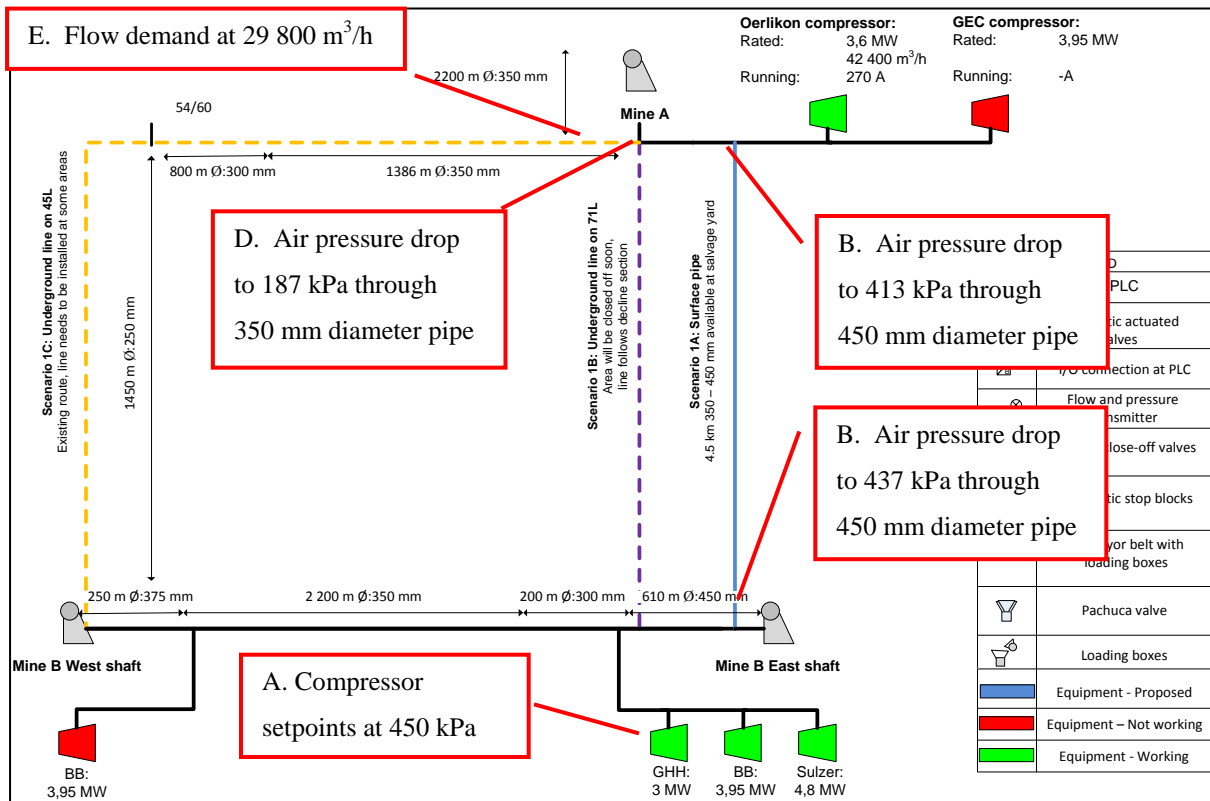 E. Flow demand at 29 800 m³/h
Oerlikon compressor:
Rated: 3,6 MW
42 400 m³/h
Running: 270 A
GEC compressor:
Rated: 3,95 MW
Running: -A
2200 m Ø:350 mm
Mine A
54/60
800 m Ø:300 mm
1386 m Ø:350 mm
Scenario 1C: Underground line on 45L
Existing route, line needs to be installed at some areas
1450 m Ø:250 mm
D. Air pressure drop
to 187 kPa through
350 mm diameter pipe
Scenario 1B: Underground line on 71L
Area will be closed off soon,
line follows decline section
Scenario 1A: Surface pipe
4.5 km 350 – 450 mm available at salvage yard
B. Air pressure drop
to 413 kPa through
450 mm diameter pipe
B. Air pressure drop
to 437 kPa through
450 mm diameter pipe
D
PLC
I/O connection at PLC
Flow and pressure
close-off valves
stop blocks
belt with
loading boxes
Pachuca valve
Loading boxes
Equipment - Proposed
Equipment – Not working
Equipment - Working
250 m Ø:375 mm
2 200 m Ø:350 mm
200 m Ø:300 mm
610 m Ø:450 mm
Mine B West shaft
Mine B East shaft
A. Compressor
setpoints at 450 kPa
BB:
3,95 MW
GHH:
3 MW
BB:
3,95 MW
Sulzer:
4,8 MW